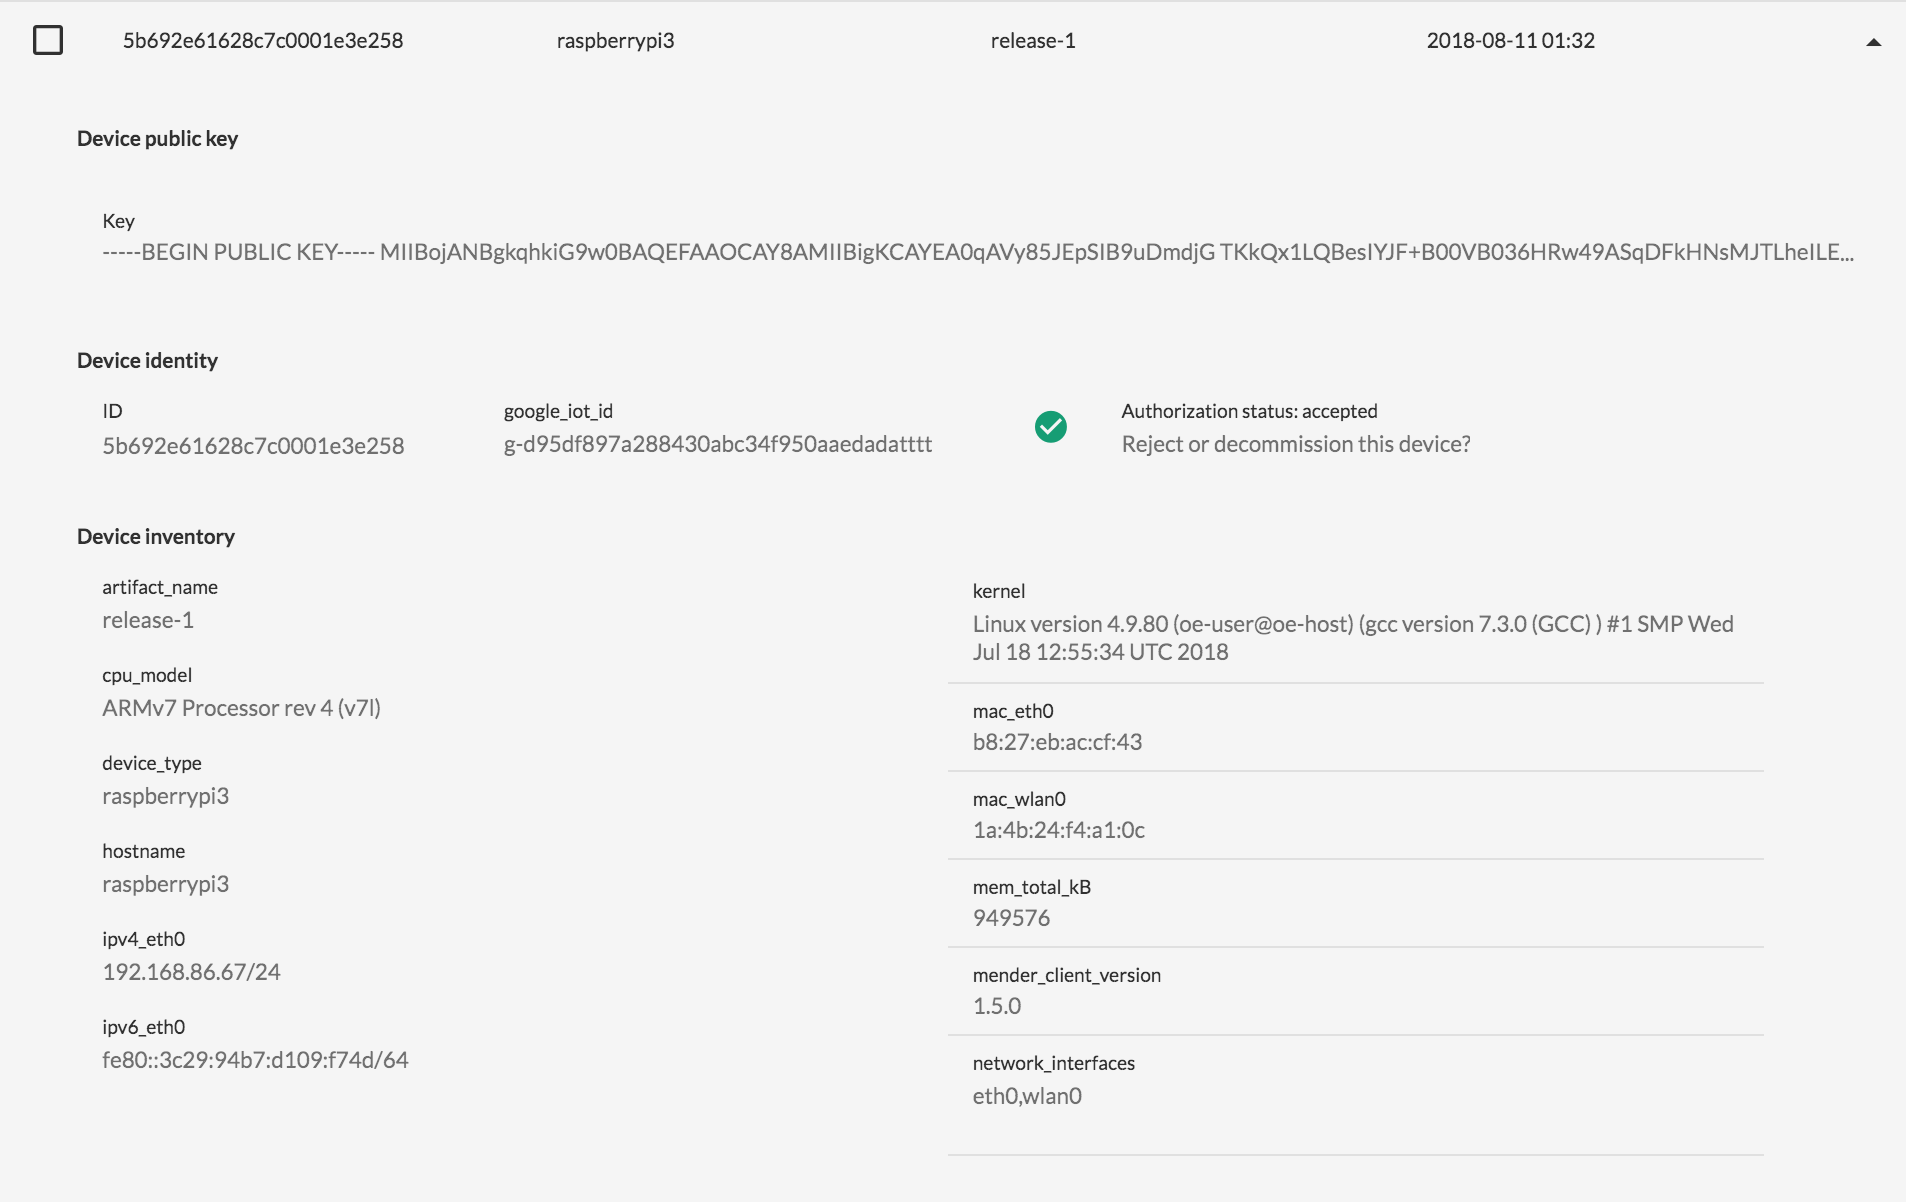 5b692e61628c7c0001e3e258 raspberrypi3 release-1 2018-08-11 01:32
Device public key
Key
-----BEGIN PUBLIC KEY----- MIIBojANBgkqhkiG9w0BAQEFAAOCAY8AMIIBigKCAYEA0qAVy85JEpSIB9uDmdjG TKkQx1LQBesIYJF+B00VB036HRw49ASqDFkHNsMJTLheILE...
Device identity
ID
5b692e61628c7c0001e3e258
google_iot_id
g-d95df897a288430abc34f950aaedadatttt
Authorization status: accepted
Reject or decommission this device?
Device inventory
artifact_name
release-1
cpu_model
ARMv7 Processor rev 4 (v7l)
device_type
raspberrypi3
hostname
raspberrypi3
ipv4_eth0
192.168.86.67/24
ipv6_eth0
fe80::3c29:94b7:d109:f74d/64
kernel
Linux version 4.9.80 (oe-user@oe-host) (gcc version 7.3.0 (GCC) ) #1 SMP Wed
Jul 18 12:55:34 UTC 2018
mac_eth0
b8:27:eb:ac:cf:43
mac_wlan0
1a:4b:24:f4:a1:0c
mem_total_kB
949576
mender_client_version
1.5.0
network_interfaces
eth0,wlan0